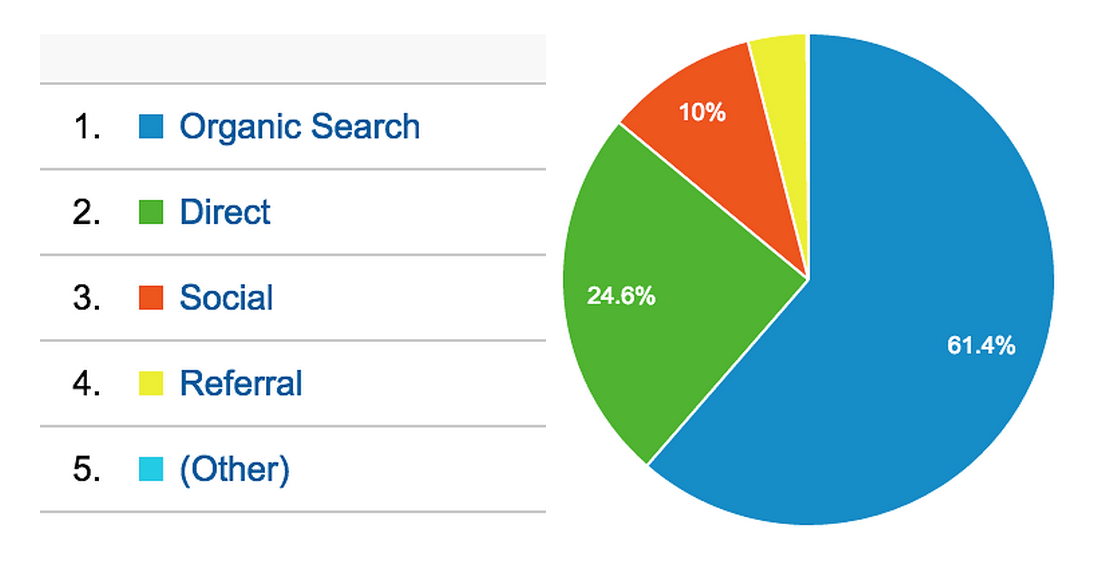 1. Organic Search
2. Direct
3. Social
4. Referral
5. (Other)
10%
24.6%
61.4%